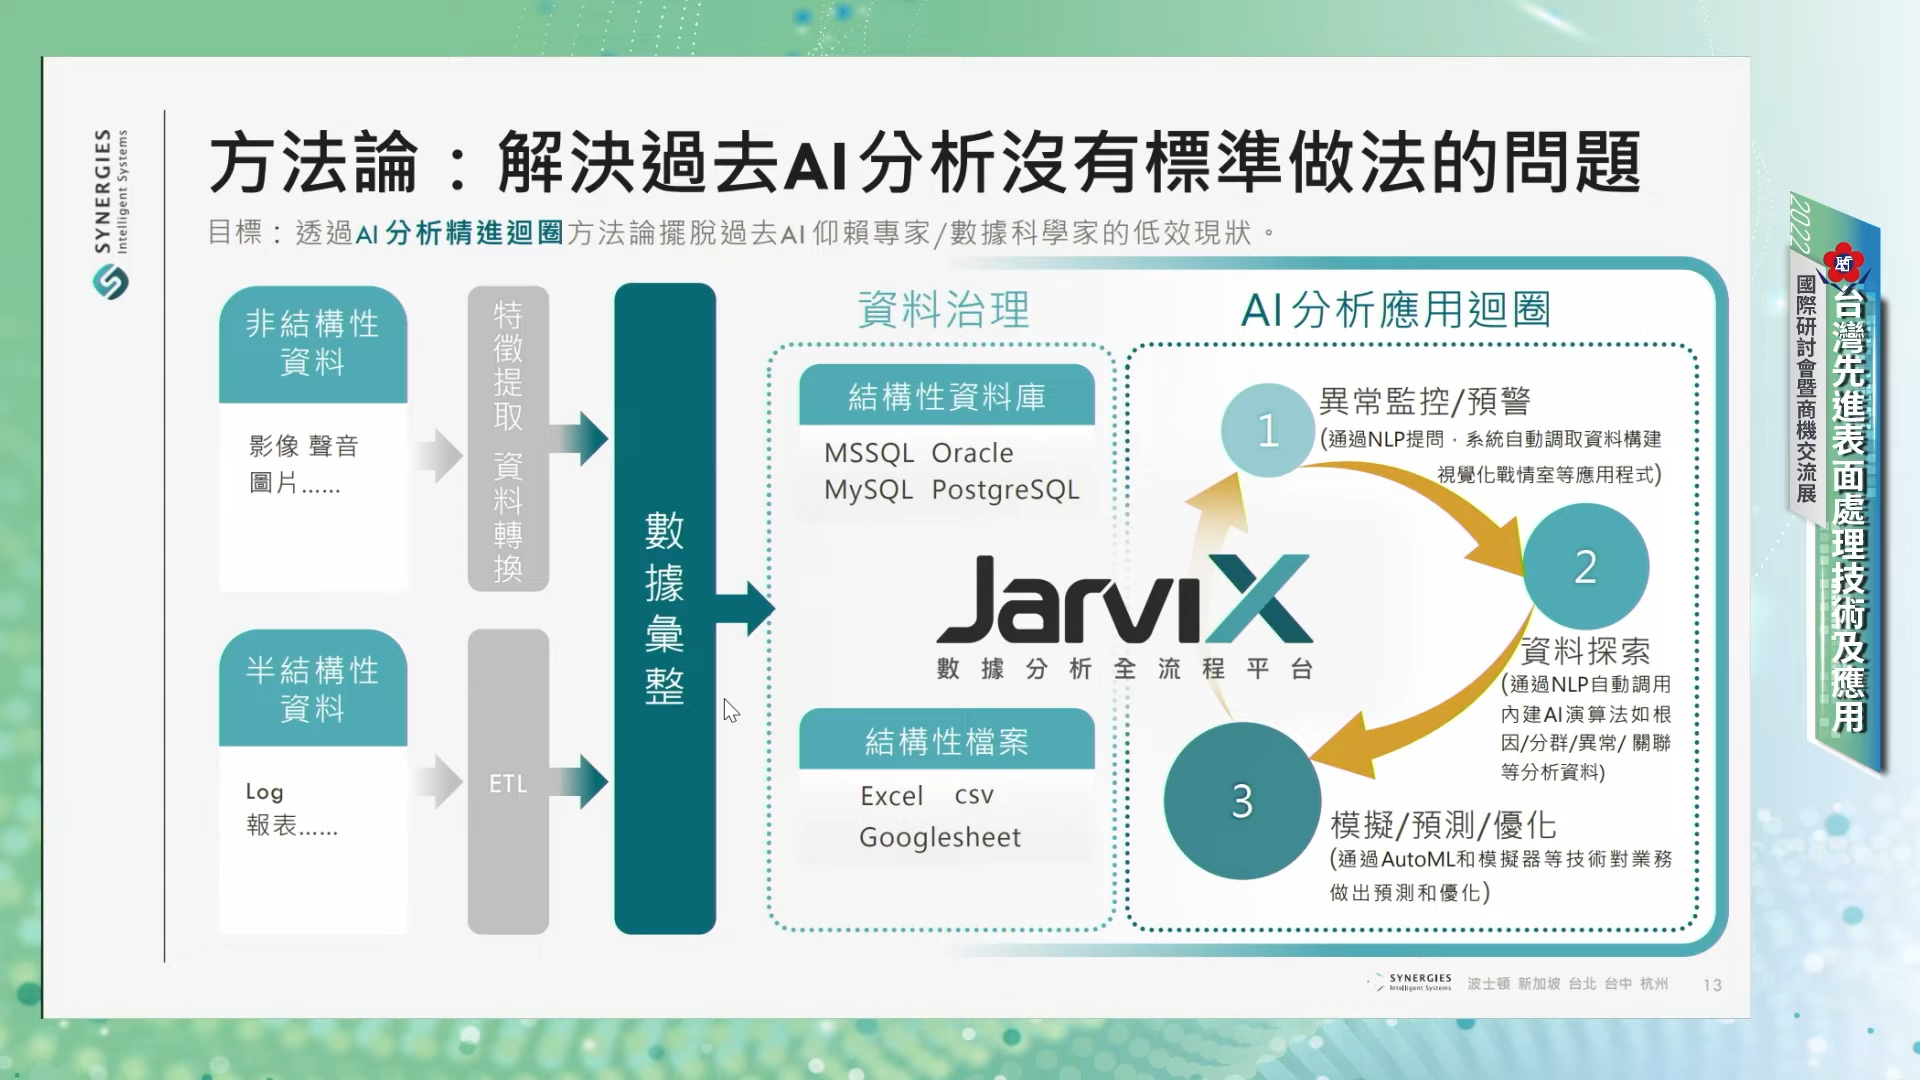 SYNERGIES
Intelligent Systems
方法論：解決過去AI分析沒有標準做法的問題
目標：透過AI分析精進迴圈方法論擺脫過去AI仰賴專家/數據科學家的低效現狀。
非結構性
資料
影像 聲音
圖片......
特徵提取 資料轉換
半結構性
資料
Log
報表......
ETL
數據彙整
資料治理
結構性資料庫
MSSQL Oracle
MySQL PostgreSQL
JarviX
數據分析全流程平台
結構性檔案
Excel csv
Googlesheet
AI分析應用迴圈
1
異常監控/預警
(通過NLP提問，系統自動調取資料構建
視覺化戰情室等應用程式)
2
資料探索
(通過NLP自動調用
內建AI演算法如根
因/分群/異常/ 關聯
等分析資料)
3
模擬/預測/優化
(通過AutoML和模擬器等技術對業務
做出預測和優化)
SYNERGIES
Intelligent Systems
波士頓 新加坡 台北 台中 杭州
13
2022
台灣先進表面處理技術及應用
國際研討會暨商機交流展